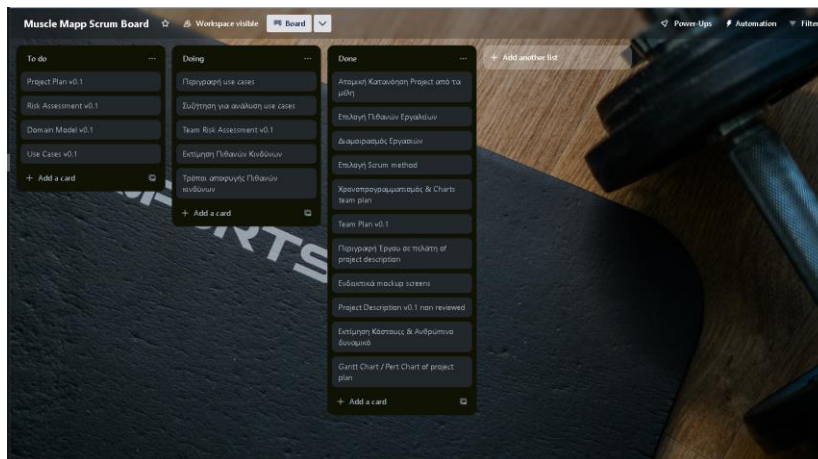 Muscle Mapp Scrum Board
Workspace visible
Board
Power-Ups
Automation
Filter
To do
Project Plan v0.1
Risk Assessment v0.1
Domain Model v0.1
Use Cases v0.1
+ Add a card
Doing
Περιγραφή use cases
Συζήτηση για ανάλυση use cases
Team Risk Assessment v0.1
Εκτίμηση Πιθανών Κινδύνων
Τρόποι αποφυγής Πιθανών
κινδύνων
+ Add a card
Done
Ατομική Κατανόηση Project από τα
μέλη
Επιλογή Πιθανών Εργαλείων
Διαμοιρασμός Εργασιών
Επιλογή Scrum method
Χρονοπρογραμματισμός & Charts
team plan
Team Plan v0.1
Περιγραφή Έργου σε πελάτη of
project description
Ενδεικτικά mockup screens
Project Description v0.1 non reviewed
Εκτίμηση Κόστους & Ανθρώπινο
δυναμικό
Gantt Chart / Pert Chart of project
plan
+ Add a card
+ Add another list
PORTS